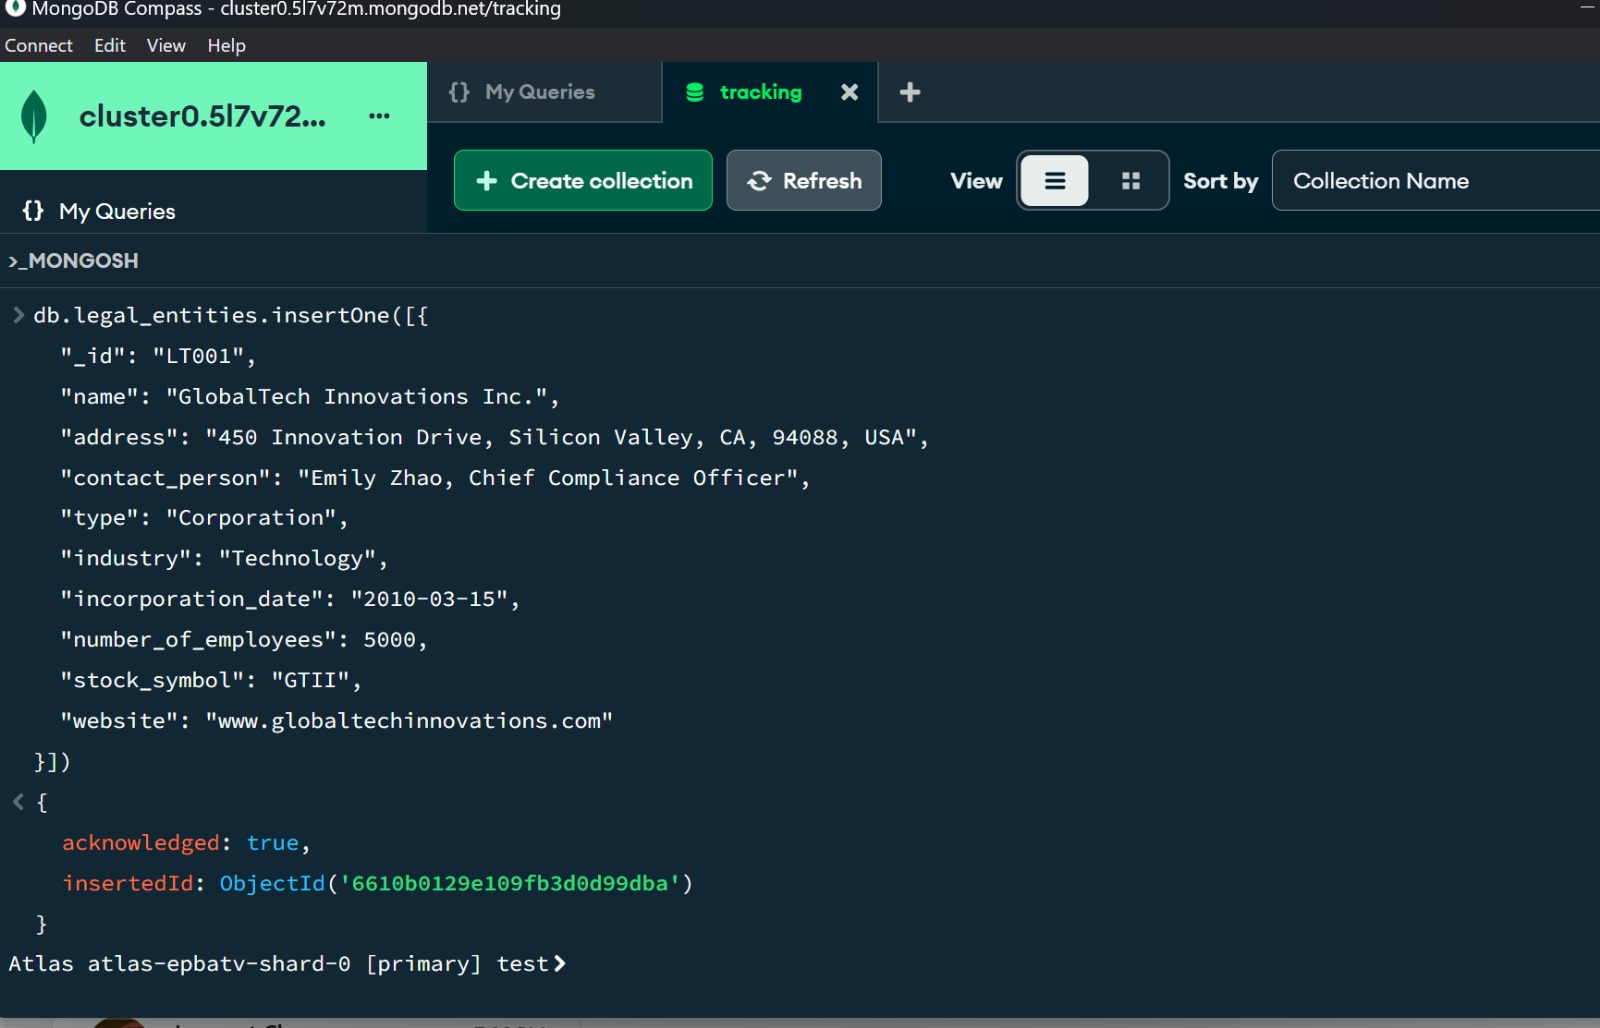 MongoDB Compass - cluster0.5l7v72m.mongodb.net/tracking
Connect Edit View Help
cluster0.5l7v72... ···
{} My Queries
tracking
+ Create collection
Refresh
View
Sort by
Collection Name
{} My Queries
>_MONGOSH
> db.legal_entities.insertOne([{
"_id": "LT001",
"name": "GlobalTech Innovations Inc.",
"address": "450 Innovation Drive, Silicon Valley, CA, 94088, USA",
"contact_person": "Emily Zhao, Chief Compliance Officer",
"type": "Corporation",
"industry": "Technology",
"incorporation_date": "2010-03-15",
"number_of_employees": 5000,
"stock_symbol": "GTII",
"website": "www.globaltechinnovations.com"
}])
< {
acknowledged: true,
insertedId: ObjectId('6610b0129e109fb3d0d99dba')
}
Atlas atlas-epbatv-shard-0 [primary] test>